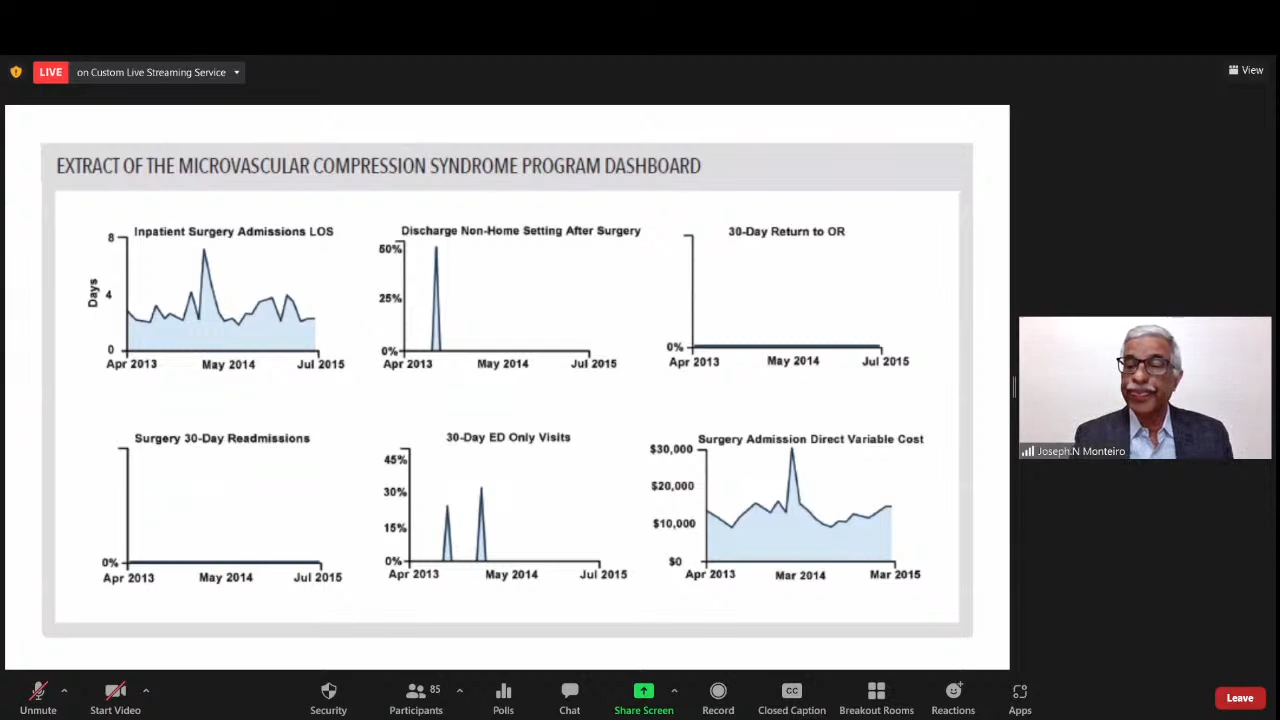 LIVE on Custom Live Streaming Service
View
EXTRACT OF THE MICROVASCULAR COMPRESSION SYNDROME PROGRAM DASHBOARD
Inpatient Surgery Admissions LOS
8
4
0
Days
Apr 2013 May 2014 Jul 2015
Discharge Non-Home Setting After Surgery
50%
25%
0%
Apr 2013 May 2014 Jul 2015
30-Day Return to OR
0%
Apr 2013 May 2014 Jul 2015
Surgery 30-Day Readmissions
0%
Apr 2013 May 2014 Jul 2015
30-Day ED Only Visits
45%
30%
15%
0%
Apr 2013 May 2014 Jul 2015
Surgery Admission Direct Variable Cost
$30,000
$20,000
$10,000
$0
Apr 2013 Mar 2014 Mar 2015
Joseph.N Monteiro
85
Unmute Start Video Security Participants Polls Chat Share Screen Record Closed Caption Breakout Rooms Reactions Apps Leave
CC